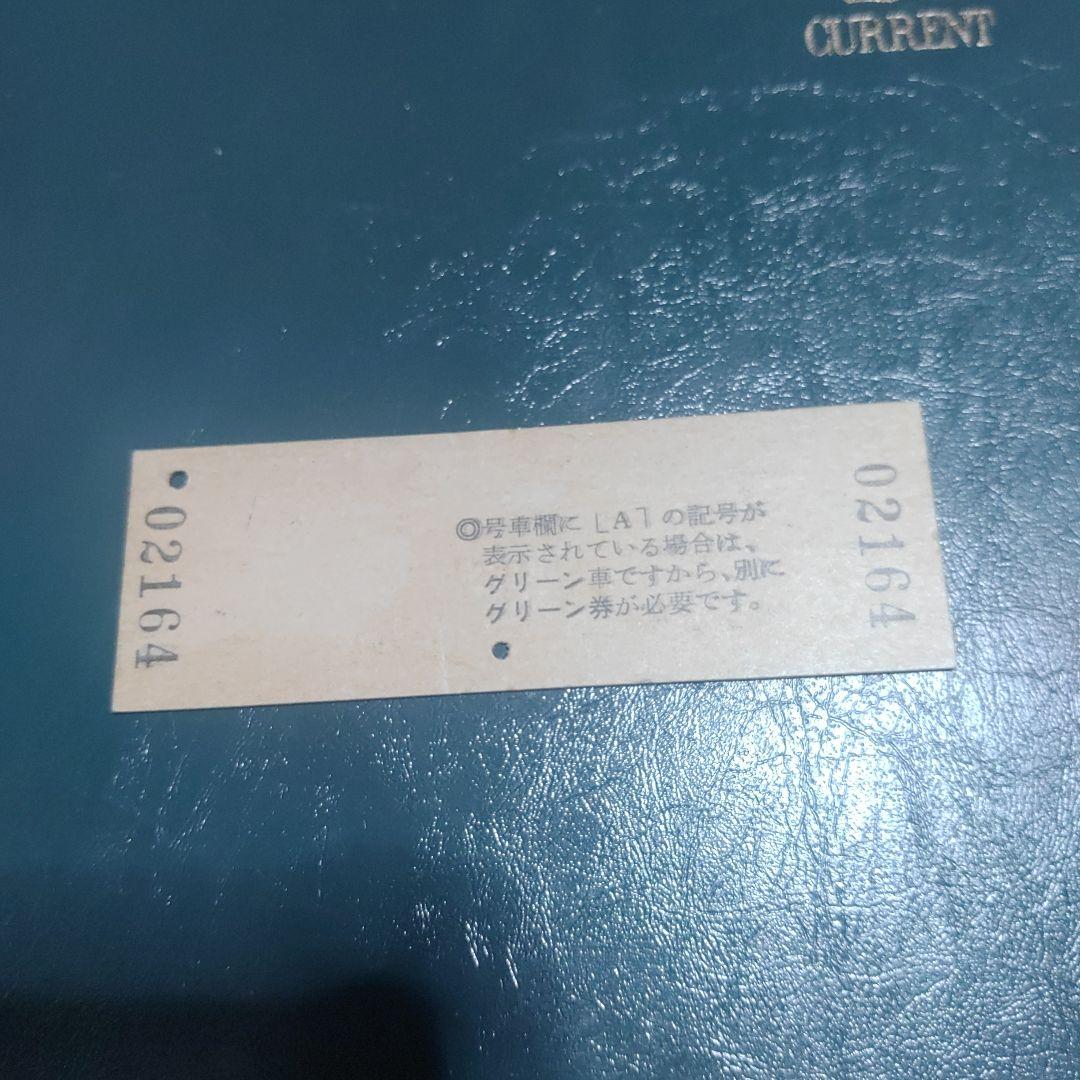 CURRENT
02164
◎号車欄に「A」の記号が
表示されている場合は、
グリーン車ですから、別に
グリーン券が必要です。
02164